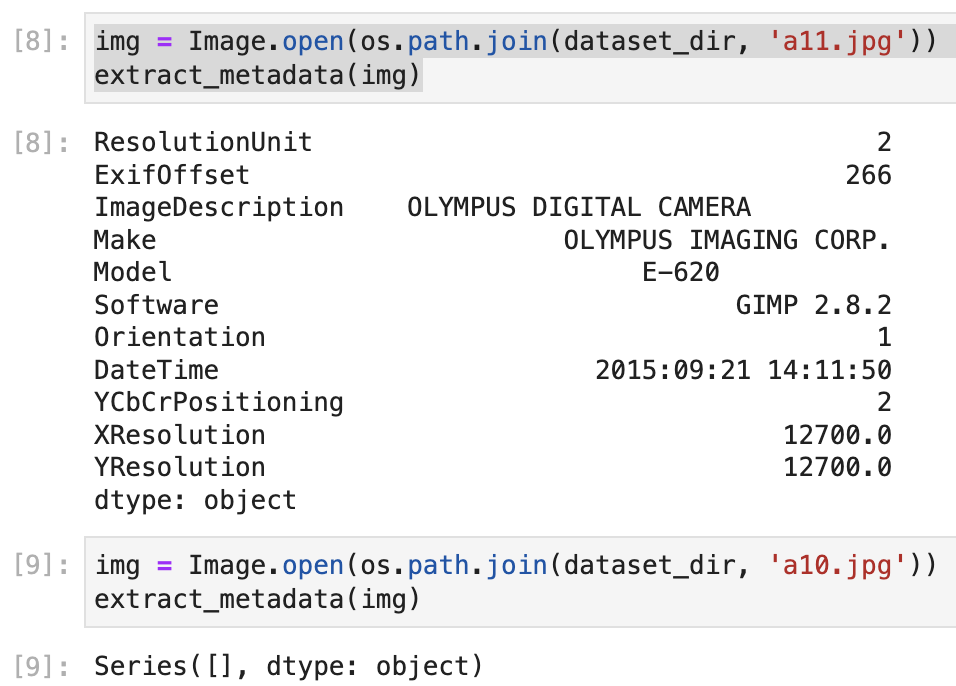 [8]: img = Image.open(os.path.join(dataset_dir, 'a11.jpg'))
extract_metadata(img)
[8]: ResolutionUnit 2
ExifOffset 266
ImageDescription OLYMPUS DIGITAL CAMERA
Make OLYMPUS IMAGING CORP.
Model E-620
Software GIMP 2.8.2
Orientation 1
DateTime 2015:09:21 14:11:50
YCbCrPositioning 2
XResolution 12700.0
YResolution 12700.0
dtype: object
[9]: img = Image.open(os.path.join(dataset_dir, 'a10.jpg'))
extract_metadata(img)
[9]: Series([], dtype: object)